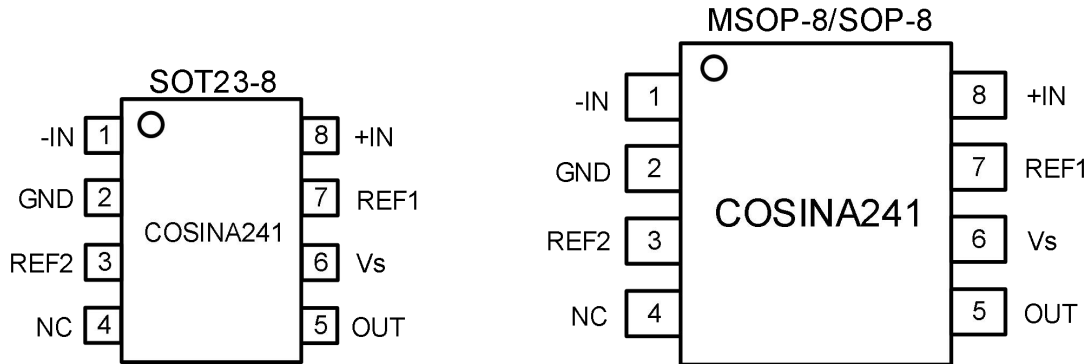 SOT23-8
-IN 1 8 +IN
GND 2 7 REF1
COSINA241
REF2 3 6 Vs
NC 4 5 OUT
MSOP-8/SOP-8
-IN 1 8 +IN
GND 2 7 REF1
COSINA241
REF2 3 6 Vs
NC 4 5 OUT